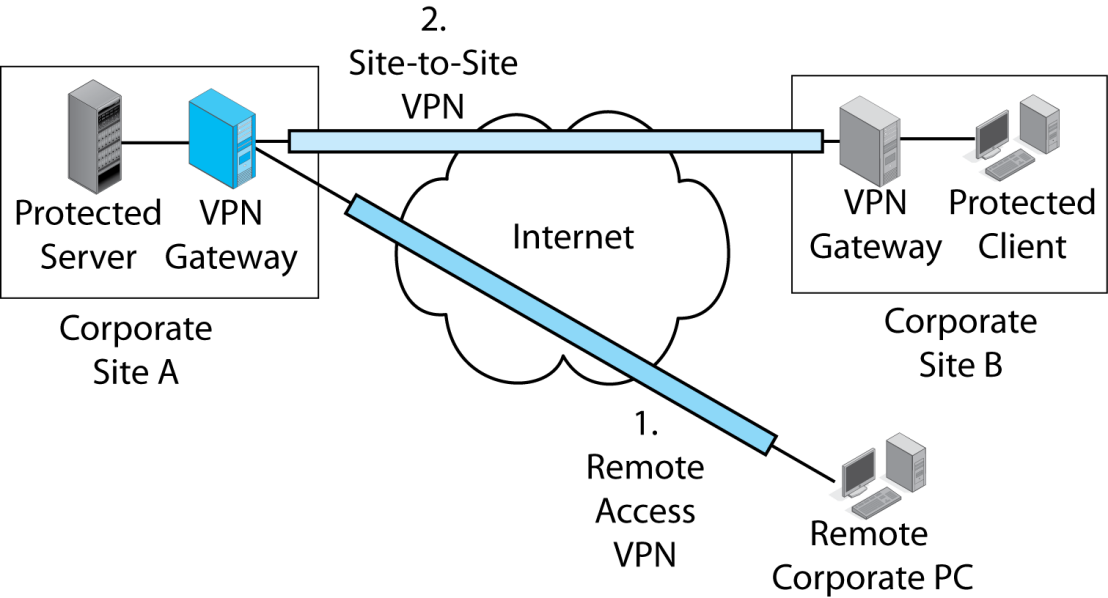 2.
Site-to-Site
VPN
Protected
Server
VPN
Gateway
Corporate
Site A
Internet
VPN
Gateway
Protected
Client
Corporate
Site B
1.
Remote
Access
VPN
Remote
Corporate PC